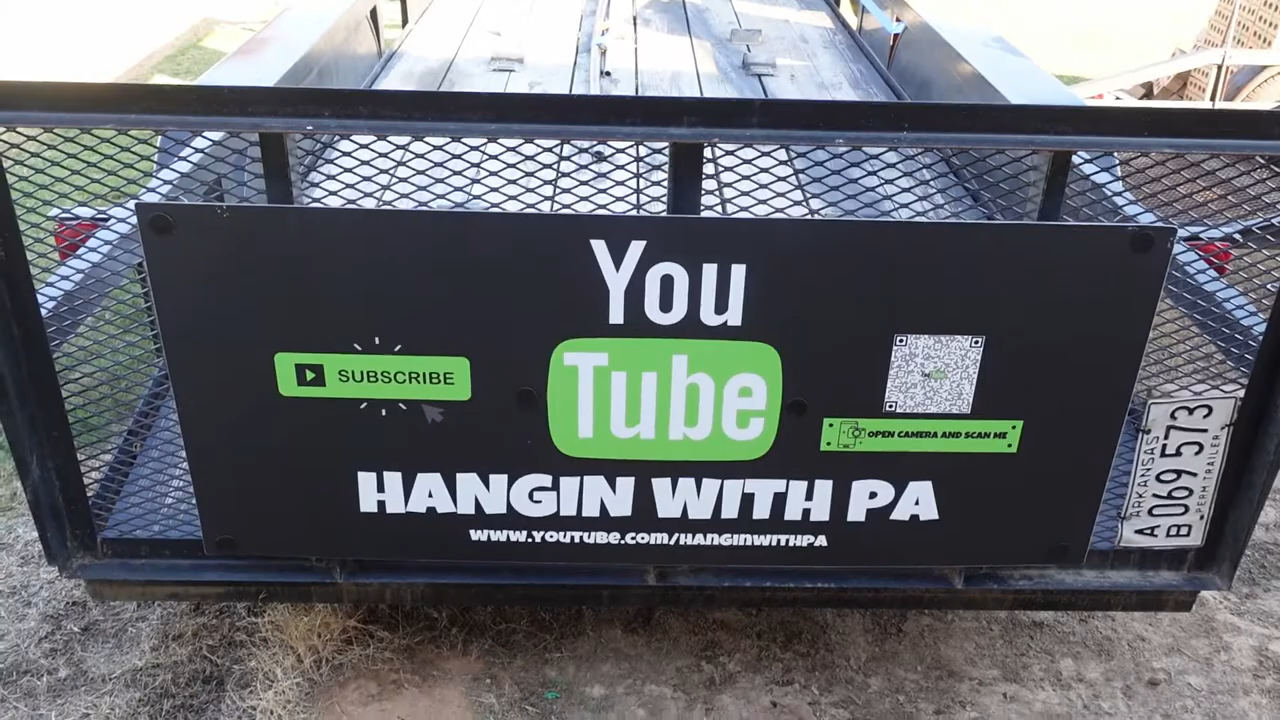 You
Tube
SUBSCRIBE
OPEN CAMERA AND SCAN ME
HANGIN WITH PA
WWW.YOUTUBE.COM/HANGINWITHPA
ARKANSAS
AB069 573
PERM TRAILER